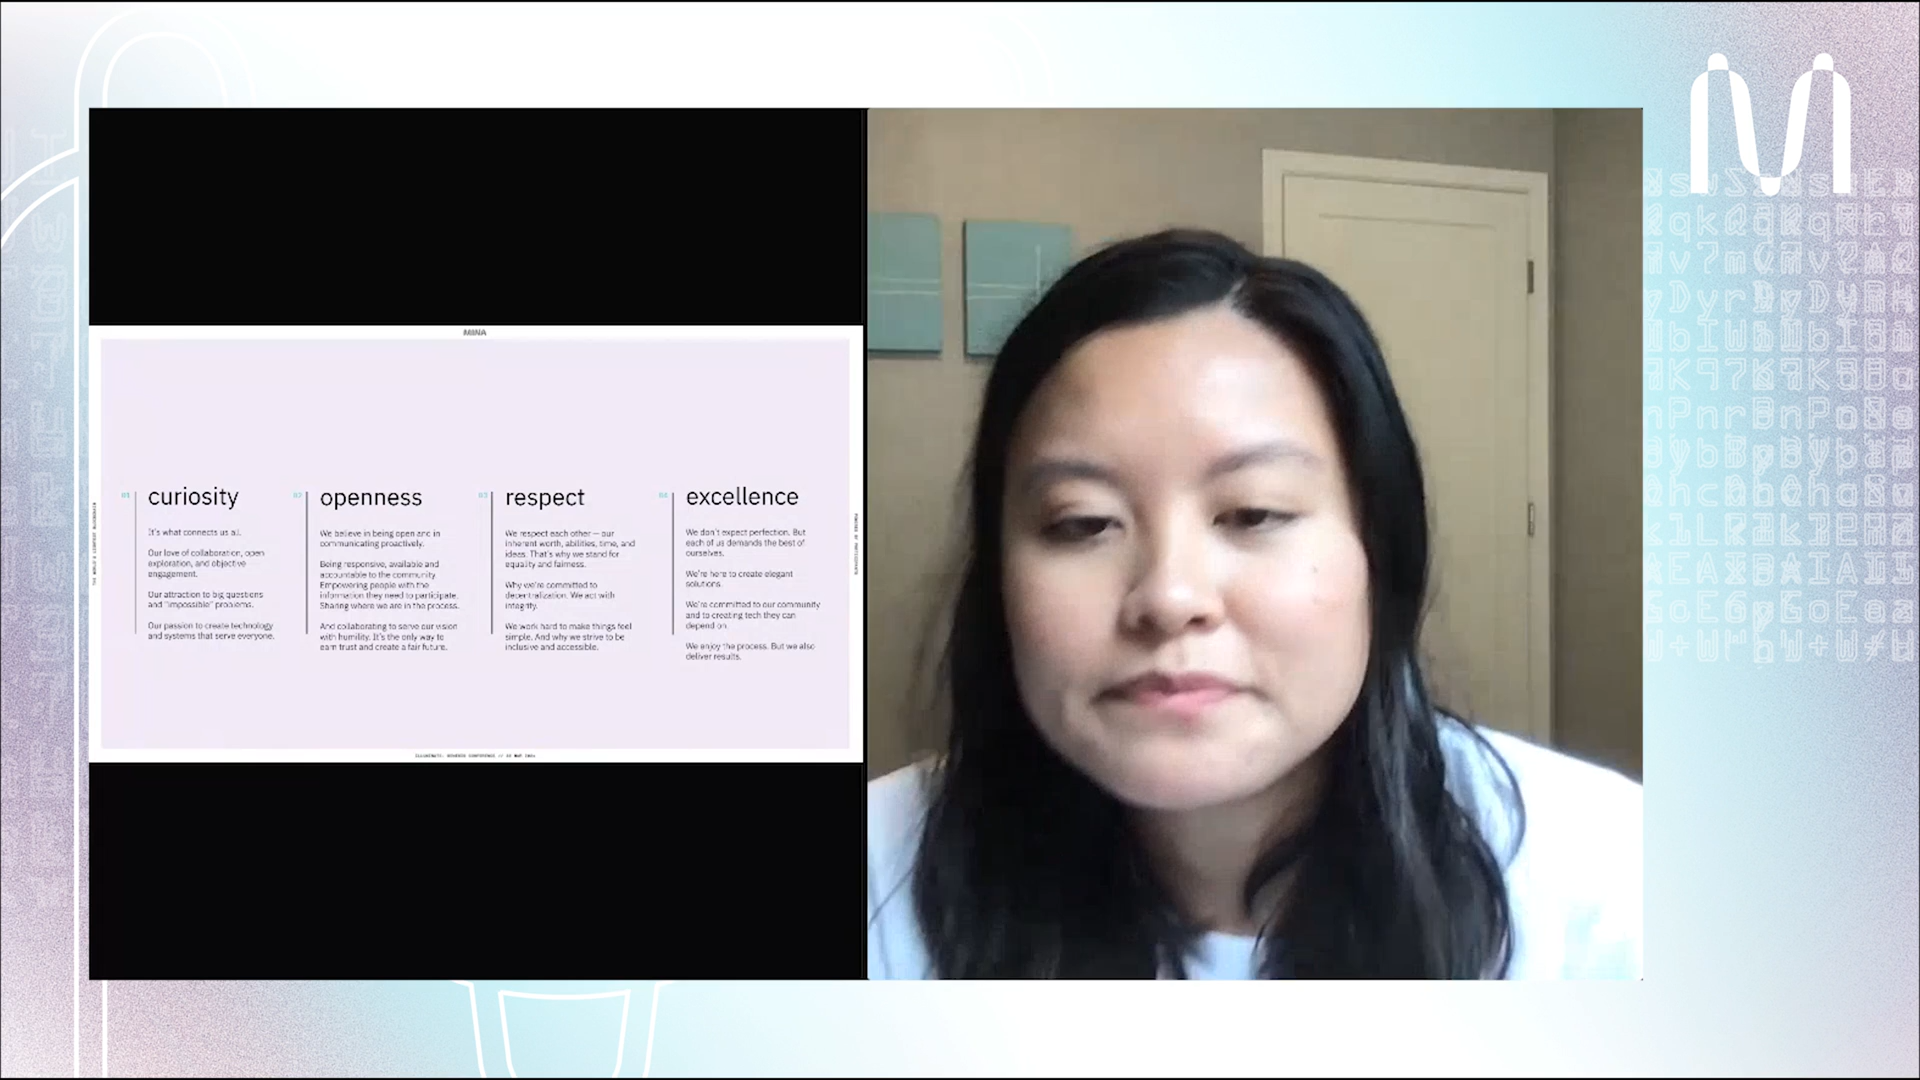 MINA
01
curiosity
It's what connects us all.
Our love of collaboration, open
exploration, and objective
engagement.
Our attraction to big questions
and "impossible" problems.
Our passion to create technology
and systems that serve everyone.
02
openness
We believe in being open and in
communicating proactively.
Being responsive, available and
accountable to the community.
Empowering people with the
information they need to participate.
Sharing where we are in the process.
And collaborating to serve our vision
with humility. It's the only way to
earn trust and create a fair future.
03
respect
We respect each other — our
inherent worth, abilities, time, and
ideas. That's why we stand for
equality and fairness.
Why we're committed to
decentralization. We act with
integrity.
We work hard to make things feel
simple. And why we strive to be
inclusive and accessible.
04
excellence
We don't expect perfection. But
each of us demands the best of
ourselves.
We're here to create elegant
solutions.
We're committed to our community
and to creating tech they can
depend on.
We enjoy the process. But we also
deliver results.